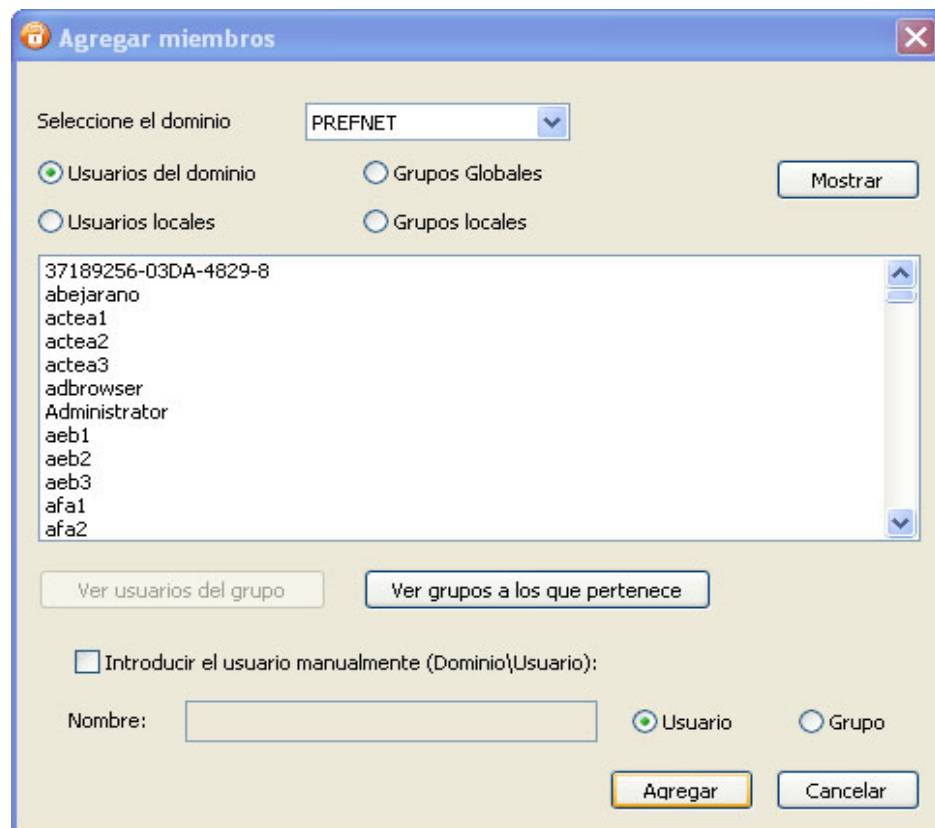 Agregar miembros
Seleccione el dominio PREFNET
Usuarios del dominio Grupos Globales Mostrar
Usuarios locales Grupos locales
37189256-03DA-4829-8
abejarano
actea1
actea2
actea3
adbrowser
Administrator
aeb1
aeb2
aeb3
afa1
afa2
Ver usuarios del grupo Ver grupos a los que pertenece
Introducir el usuario manualmente (Dominio\Usuario):
Nombre: Usuario Grupo
Agregar Cancelar